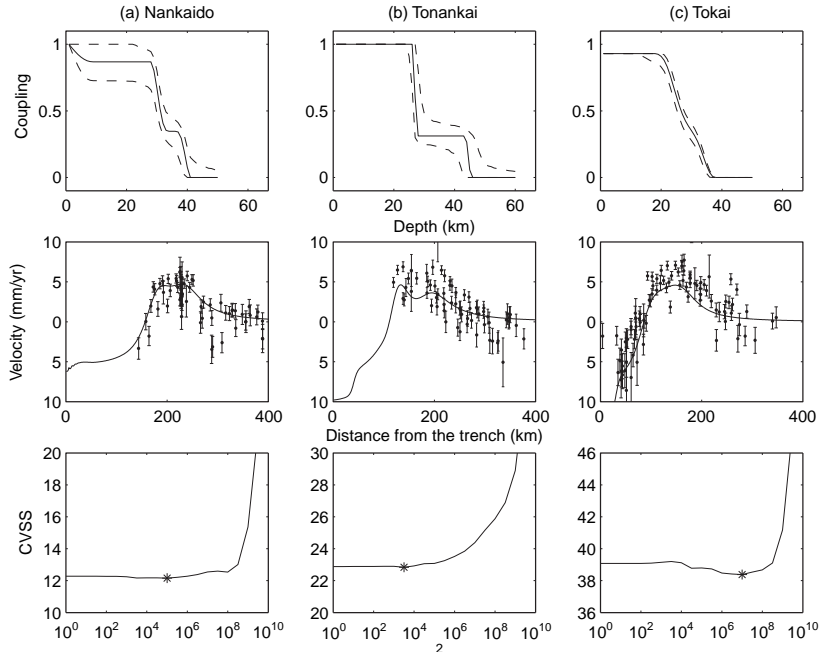 (a) Nankaido (b) Tonankai (c) Tokai
Coupling
1 1 1
0.5 0.5 0.5
0 0 0
0 20 40 60 0 20 40 60 0 20 40 60
Depth (km)
Velocity (mm/yr)
10 10 10
5 5 5
0 0 0
5 5 5
10 10 10
0 200 400 0 200 400 0 200 400
Distance from the trench (km)
CVSS
20 30 46
18 28 44
16 26 42
14 24 40
12 22 38
10 20 36
10^0 10^2 10^4 10^6 10^8 10^10 10^0 10^2 10^4 10^6 10^8 10^10 10^0 10^2 10^4 10^6 10^8 10^10
2